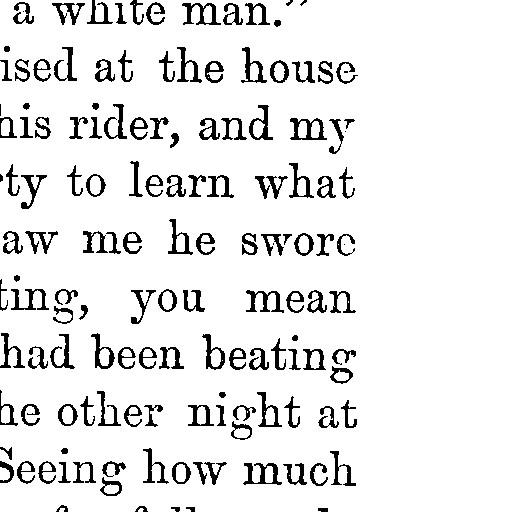 a white man.”
ised at the house
his rider, and my
rty to learn what
aw me he swore
ting, you mean
had been beating
he other night at
Seeing how much